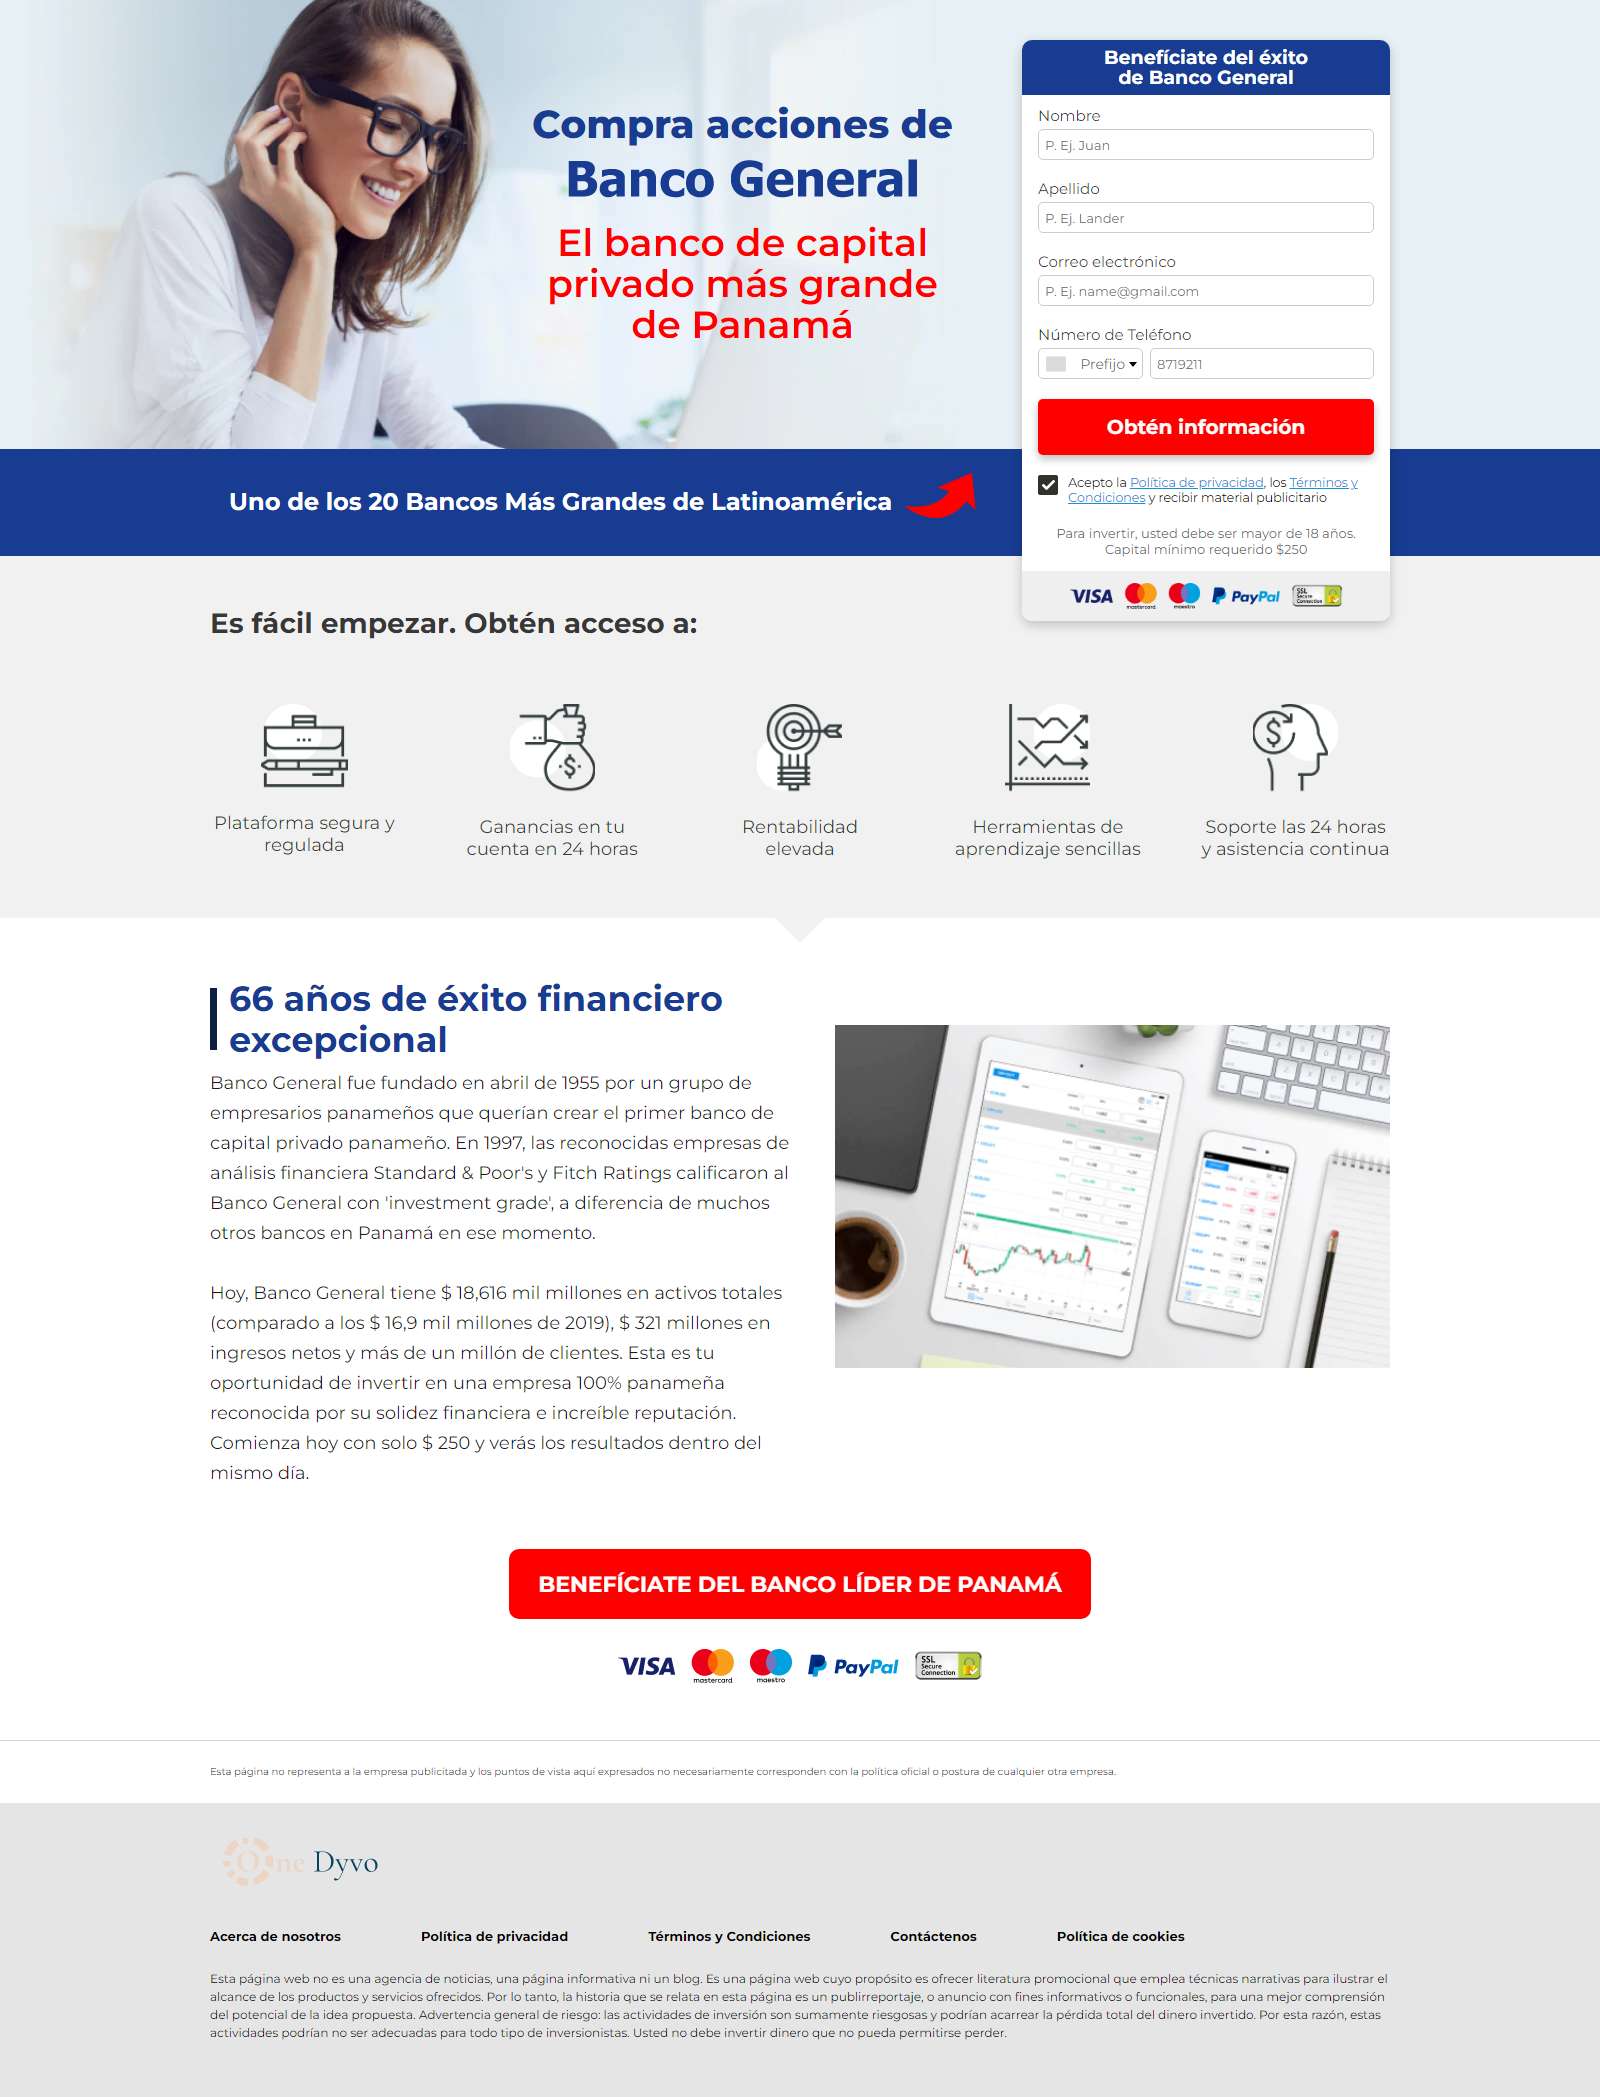 Compra acciones de
Banco General
El banco de capital
privado más grande
de Panamá
Benefíciate del éxito
de Banco General
Nombre
P. Ej. Juan
Apellido
P. Ej. Lander
Correo electrónico
P. Ej. name@gmail.com
Número de Teléfono
Prefijo 8719211
Obtén información
Acepto la Política de privacidad, los Términos y
Condiciones y recibir material publicitario
Para invertir, usted debe ser mayor de 18 años.
Capital mínimo requerido $250
VISA mastercard maestro PayPal SSL Secure Connection
Uno de los 20 Bancos Más Grandes de Latinoamérica
Es fácil empezar. Obtén acceso a:
Plataforma segura y
regulada
Ganancias en tu
cuenta en 24 horas
Rentabilidad
elevada
Herramientas de
aprendizaje sencillas
Soporte las 24 horas
y asistencia continua
66 años de éxito financiero
excepcional
Banco General fue fundado en abril de 1955 por un grupo de
empresarios panameños que querían crear el primer banco de
capital privado panameño. En 1997, las reconocidas empresas de
análisis financiera Standard & Poor's y Fitch Ratings calificaron al
Banco General con 'investment grade', a diferencia de muchos
otros bancos en Panamá en ese momento.
Hoy, Banco General tiene $ 18,616 mil millones en activos totales
(comparado a los $ 16,9 mil millones de 2019), $ 321 millones en
ingresos netos y más de un millón de clientes. Esta es tu
oportunidad de invertir en una empresa 100% panameña
reconocida por su solidez financiera e increíble reputación.
Comienza hoy con solo $ 250 y verás los resultados dentro del
mismo día.
BENEFÍCIATE DEL BANCO LÍDER DE PANAMÁ
VISA mastercard maestro PayPal SSL Secure Connection
Esta página no representa a la empresa publicitada y los puntos de vista aquí expresados no necesariamente corresponden con la política oficial o postura de cualquier otra empresa.
One Dyvo
Acerca de nosotros Política de privacidad Términos y Condiciones Contáctenos Política de cookies
Esta página web no es una agencia de noticias, una página informativa ni un blog. Es una página web cuyo propósito es ofrecer literatura promocional que emplea técnicas narrativas para ilustrar el
alcance de los productos y servicios ofrecidos. Por lo tanto, la historia que se relata en esta página es un publirreportaje, o anuncio con fines informativos o funcionales, para una mejor comprensión
del potencial de la idea propuesta. Advertencia general de riesgo: las actividades de inversión son sumamente riesgosas y podrían acarrear la pérdida total del dinero invertido. Por esta razón, estas
actividades podrían no ser adecuadas para todo tipo de inversionistas. Usted no debe invertir dinero que no pueda permitirse perder.